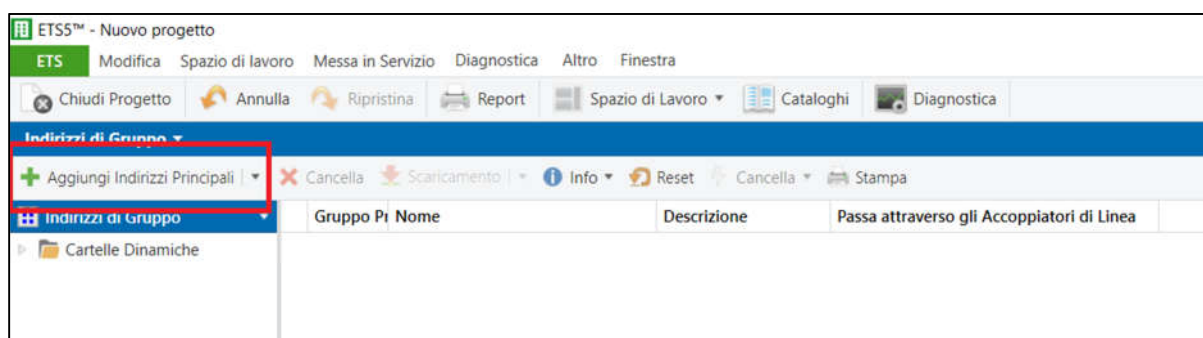 ETS5™ - Nuovo progetto
ETS Modifica Spazio di lavoro Messa in Servizio Diagnostica Altro Finestra
Chiudi Progetto Annulla Ripristina Report Spazio di Lavoro Cataloghi Diagnostica
Indirizzi di Gruppo
Aggiungi Indirizzi Principali Cancella Scaricamento Info Reset Cancella Stampa
Indirizzi di Gruppo Gruppo Pr Nome Descrizione Passa attraverso gli Accoppiatori di Linea
Cartelle Dinamiche